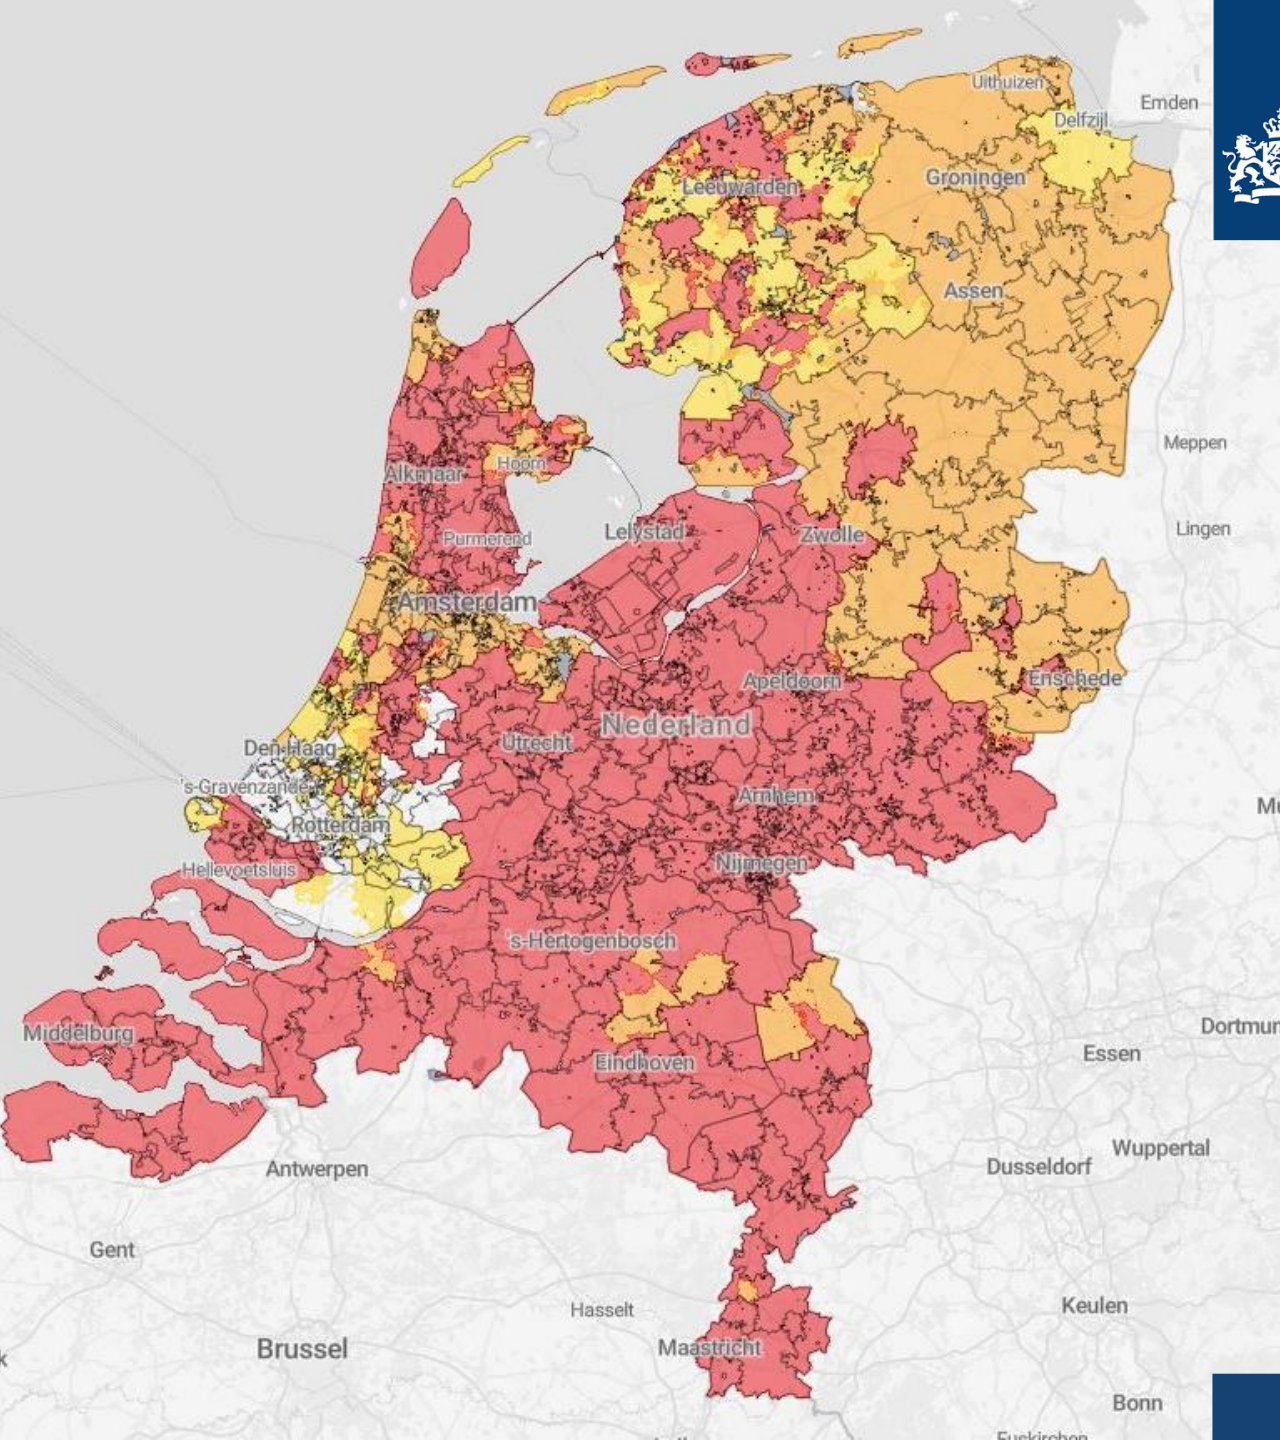 Uithuizen
Emden
Delfzijl
Groningen
Leeuwarden
Assen
Meppen
Alkmaar
Hoorn
Lingen
Purmerend
Lelystad
Zwolle
Amsterdam
Apeldoorn
Enschede
Nederland
Utrecht
Den Haag
's-Gravenzande
Arnhem
Rotterdam
Nijmegen
Hellevoetsluis
's-Hertogenbosch
Middelburg
Eindhoven
Essen
Antwerpen
Dusseldorf
Wuppertal
Gent
Hasselt
Keulen
Brussel
Maastricht
Bonn